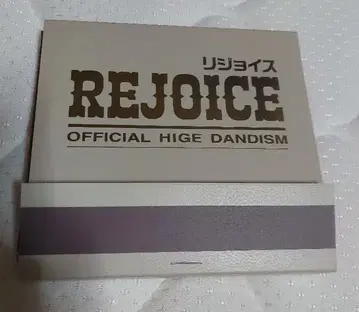 リジョイス
REJOICE
OFFICIAL HIGE DANDISM